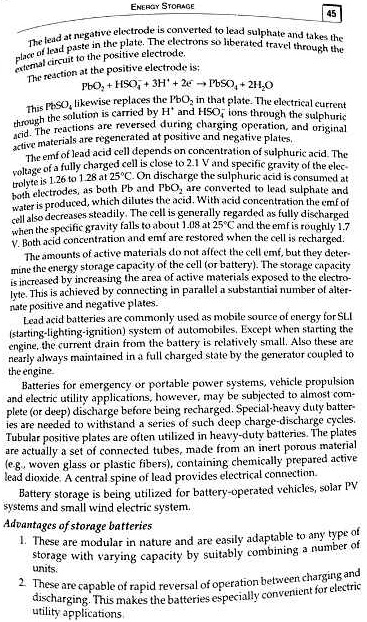 ENERGY STORAGE
45
The lead at negative electrode is converted to lead sulphate and takes the
place of lead paste in the plate. The electrons so liberated travel through the
external circuit to the positive electrode.
The reaction at the positive electrode is:
PbO₂ + HSO₄⁻ + 3H⁺ + 2e⁻ → PbSO₄ + 2H₂O
This PbSO₄ likewise replaces the PbO₂ in that plate. The electrical current
through the solution is carried by H⁺ and HSO₄⁻ ions through the sulphuric
acid. The reactions are reversed during charging operation, and original
active materials are regenerated at positive and negative plates.
The emf of lead acid cell depends on concentration of sulphuric acid. The
voltage of a fully charged cell is close to 2.1 V and specific gravity of the elec-
trolyte is 1.26 to 1.28 at 25°C. On discharge the sulphuric acid is consumed at
both electrodes, as both Pb and PbO₂ are converted to lead sulphate and
water is produced, which dilutes the acid. With acid concentration the emf of
cell also decreases steadily. The cell is generally regarded as fully discharged
when the specific gravity falls to about 1.08 at 25°C and the emf is roughly 1.7
V. Both acid concentration and emf are restored when the cell is recharged.
The amounts of active materials do not affect the cell emf, but they deter-
mine the energy storage capacity of the cell (or battery). The storage capacity
is increased by increasing the area of active materials exposed to the electro-
lyte. This is achieved by connecting in parallel a substantial number of alter-
nate positive and negative plates.
Lead acid batteries are commonly used as mobile source of energy for SLI
(starting-lighting-ignition) system of automobiles. Except when starting the
engine, the current drain from the battery is relatively small. Also these are
nearly always maintained in a full charged state by the generator coupled to
the engine.
Batteries for emergency or portable power systems, vehicle propulsion
and electric utility applications, however, may be subjected to almost com-
plete (or deep) discharge before being recharged. Special-heavy duty batter-
ies are needed to withstand a series of such deep charge-discharge cycles.
Tubular positive plates are often utilized in heavy-duty batteries. The plates
are actually a set of connected tubes, made from an inert porous material
(e.g., woven glass or plastic fibers), containing chemically prepared active
lead dioxide. A central spine of lead provides electrical connection.
Battery storage is being utilized for battery-operated vehicles, solar PV
systems and small wind electric system.
Advantages of storage batteries
1. These are modular in nature and are easily adaptable to any type of
storage with varying capacity by suitably combining a number of
units.
2. These are capable of rapid reversal of operation between charging and
discharging. This makes the batteries especially convenient for electric
utility applications.